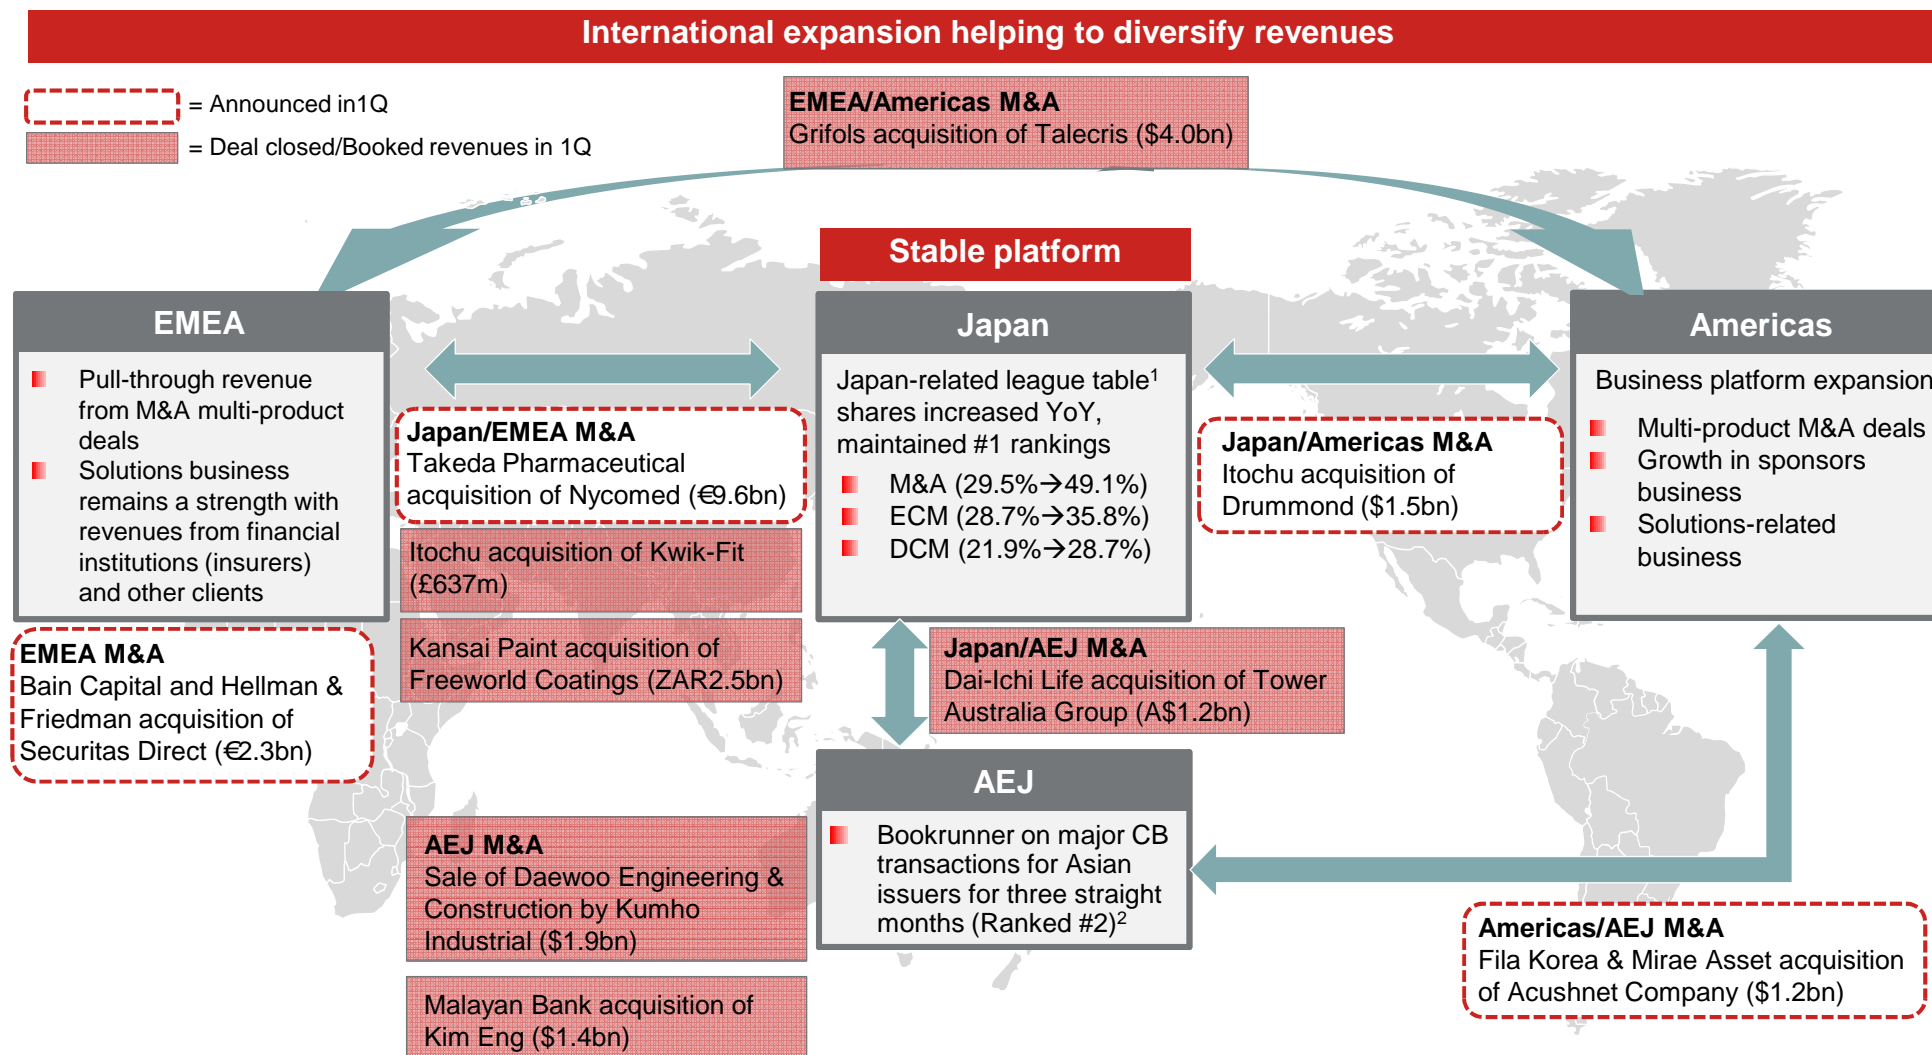 International expansion helping to diversify revenues
= Announced in1Q
= Deal closed/Booked revenues in 1Q
EMEA/Americas M&A
Grifols acquisition of Talecris ($4.0bn)
Stable platform
EMEA
Pull-through revenue
from M&A multi-product
deals
Solutions business
remains a strength with
revenues from financial
institutions (insurers)
and other clients
EMEA M&A
Bain Capital and Hellman &
Friedman acquisition of
Securitas Direct (€2.3bn)
Japan/EMEA M&A
Takeda Pharmaceutical
acquisition of Nycomed (€9.6bn)
Itochu acquisition of Kwik-Fit
(£637m)
Kansai Paint acquisition of
Freeworld Coatings (ZAR2.5bn)
Japan
Japan-related league table¹
shares increased YoY,
maintained #1 rankings
M&A (29.5%→49.1%)
ECM (28.7%→35.8%)
DCM (21.9%→28.7%)
Japan/Americas M&A
Itochu acquisition of
Drummond ($1.5bn)
Americas
Business platform expansion
Multi-product M&A deals
Growth in sponsors
business
Solutions-related
business
Japan/AEJ M&A
Dai-Ichi Life acquisition of Tower
Australia Group (A$1.2bn)
AEJ
Bookrunner on major CB
transactions for Asian
issuers for three straight
months (Ranked #2)²
AEJ M&A
Sale of Daewoo Engineering &
Construction by Kumho
Industrial ($1.9bn)
Malayan Bank acquisition of
Kim Eng ($1.4bn)
Americas/AEJ M&A
Fila Korea & Mirae Asset acquisition
of Acushnet Company ($1.2bn)